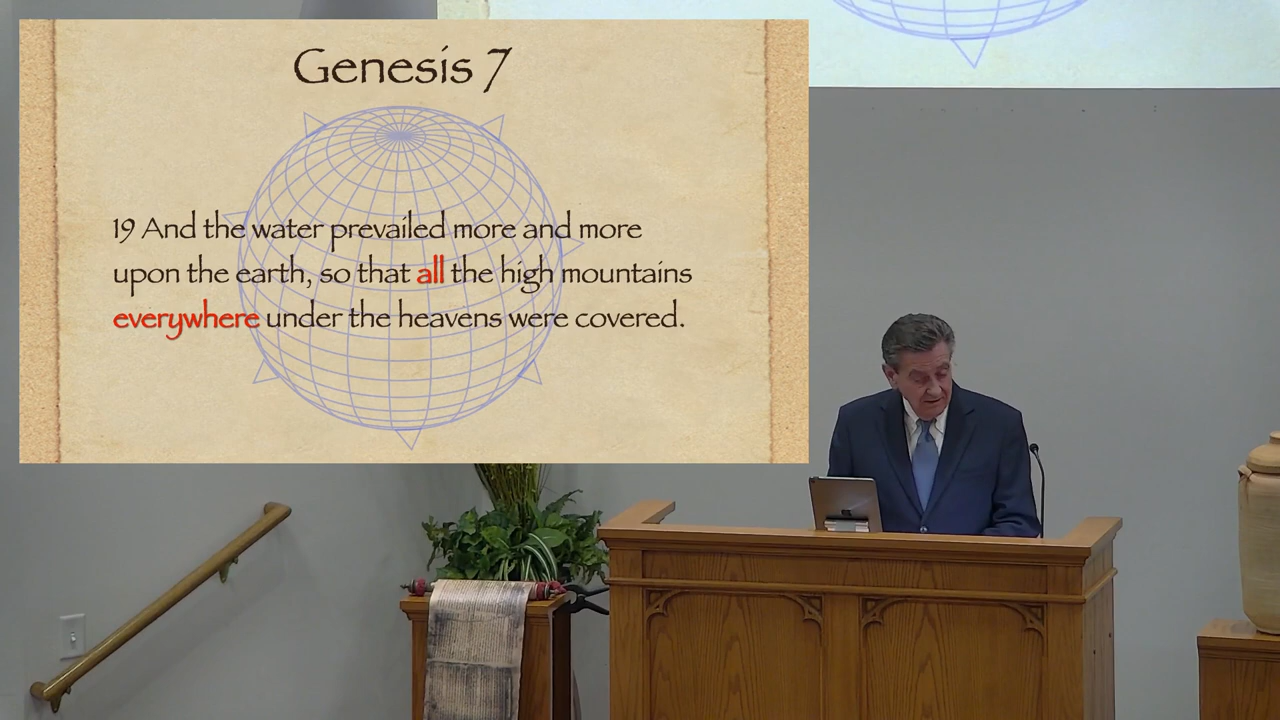 Genesis 7
19 And the water prevailed more and more
upon the earth, so that all the high mountains
everywhere under the heavens were covered.